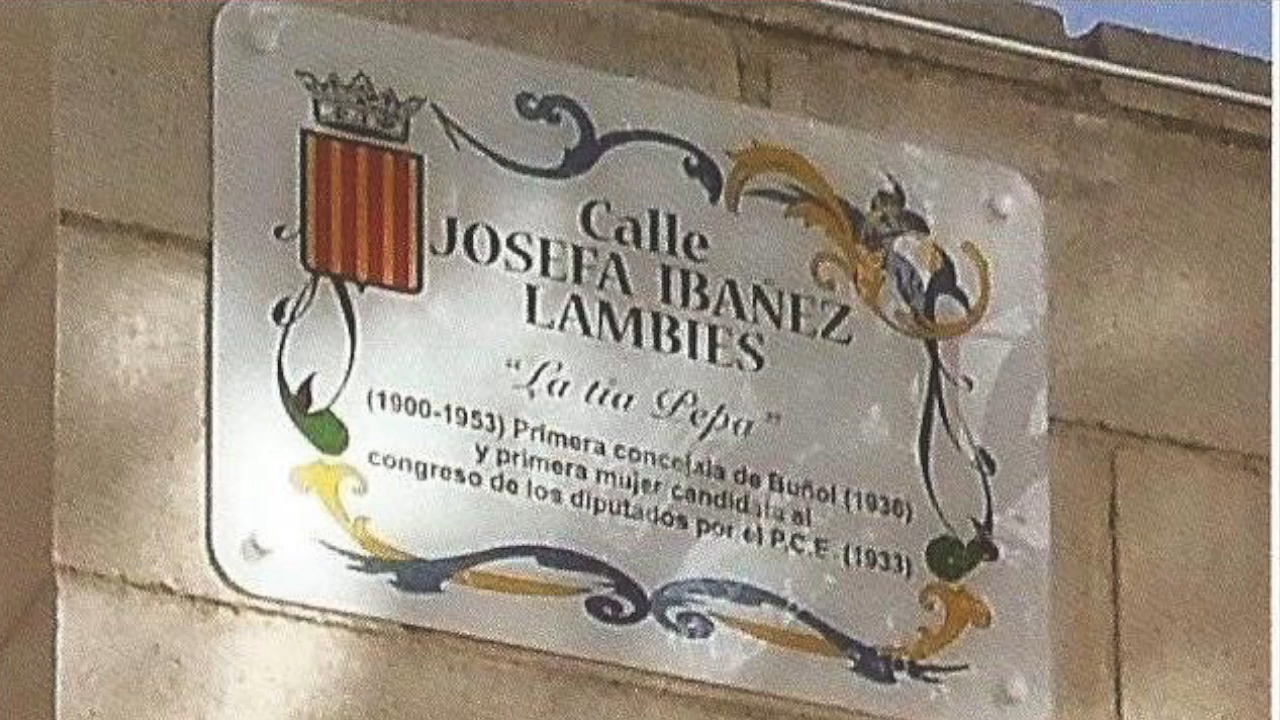 Calle
JOSEFA IBAÑEZ
LAMBIES
"La tia Pepa"
(1900-1953) Primera concejala de Buñol (1936)
y primera mujer candidata al
congreso de los diputados por el P.C.E. (1933)